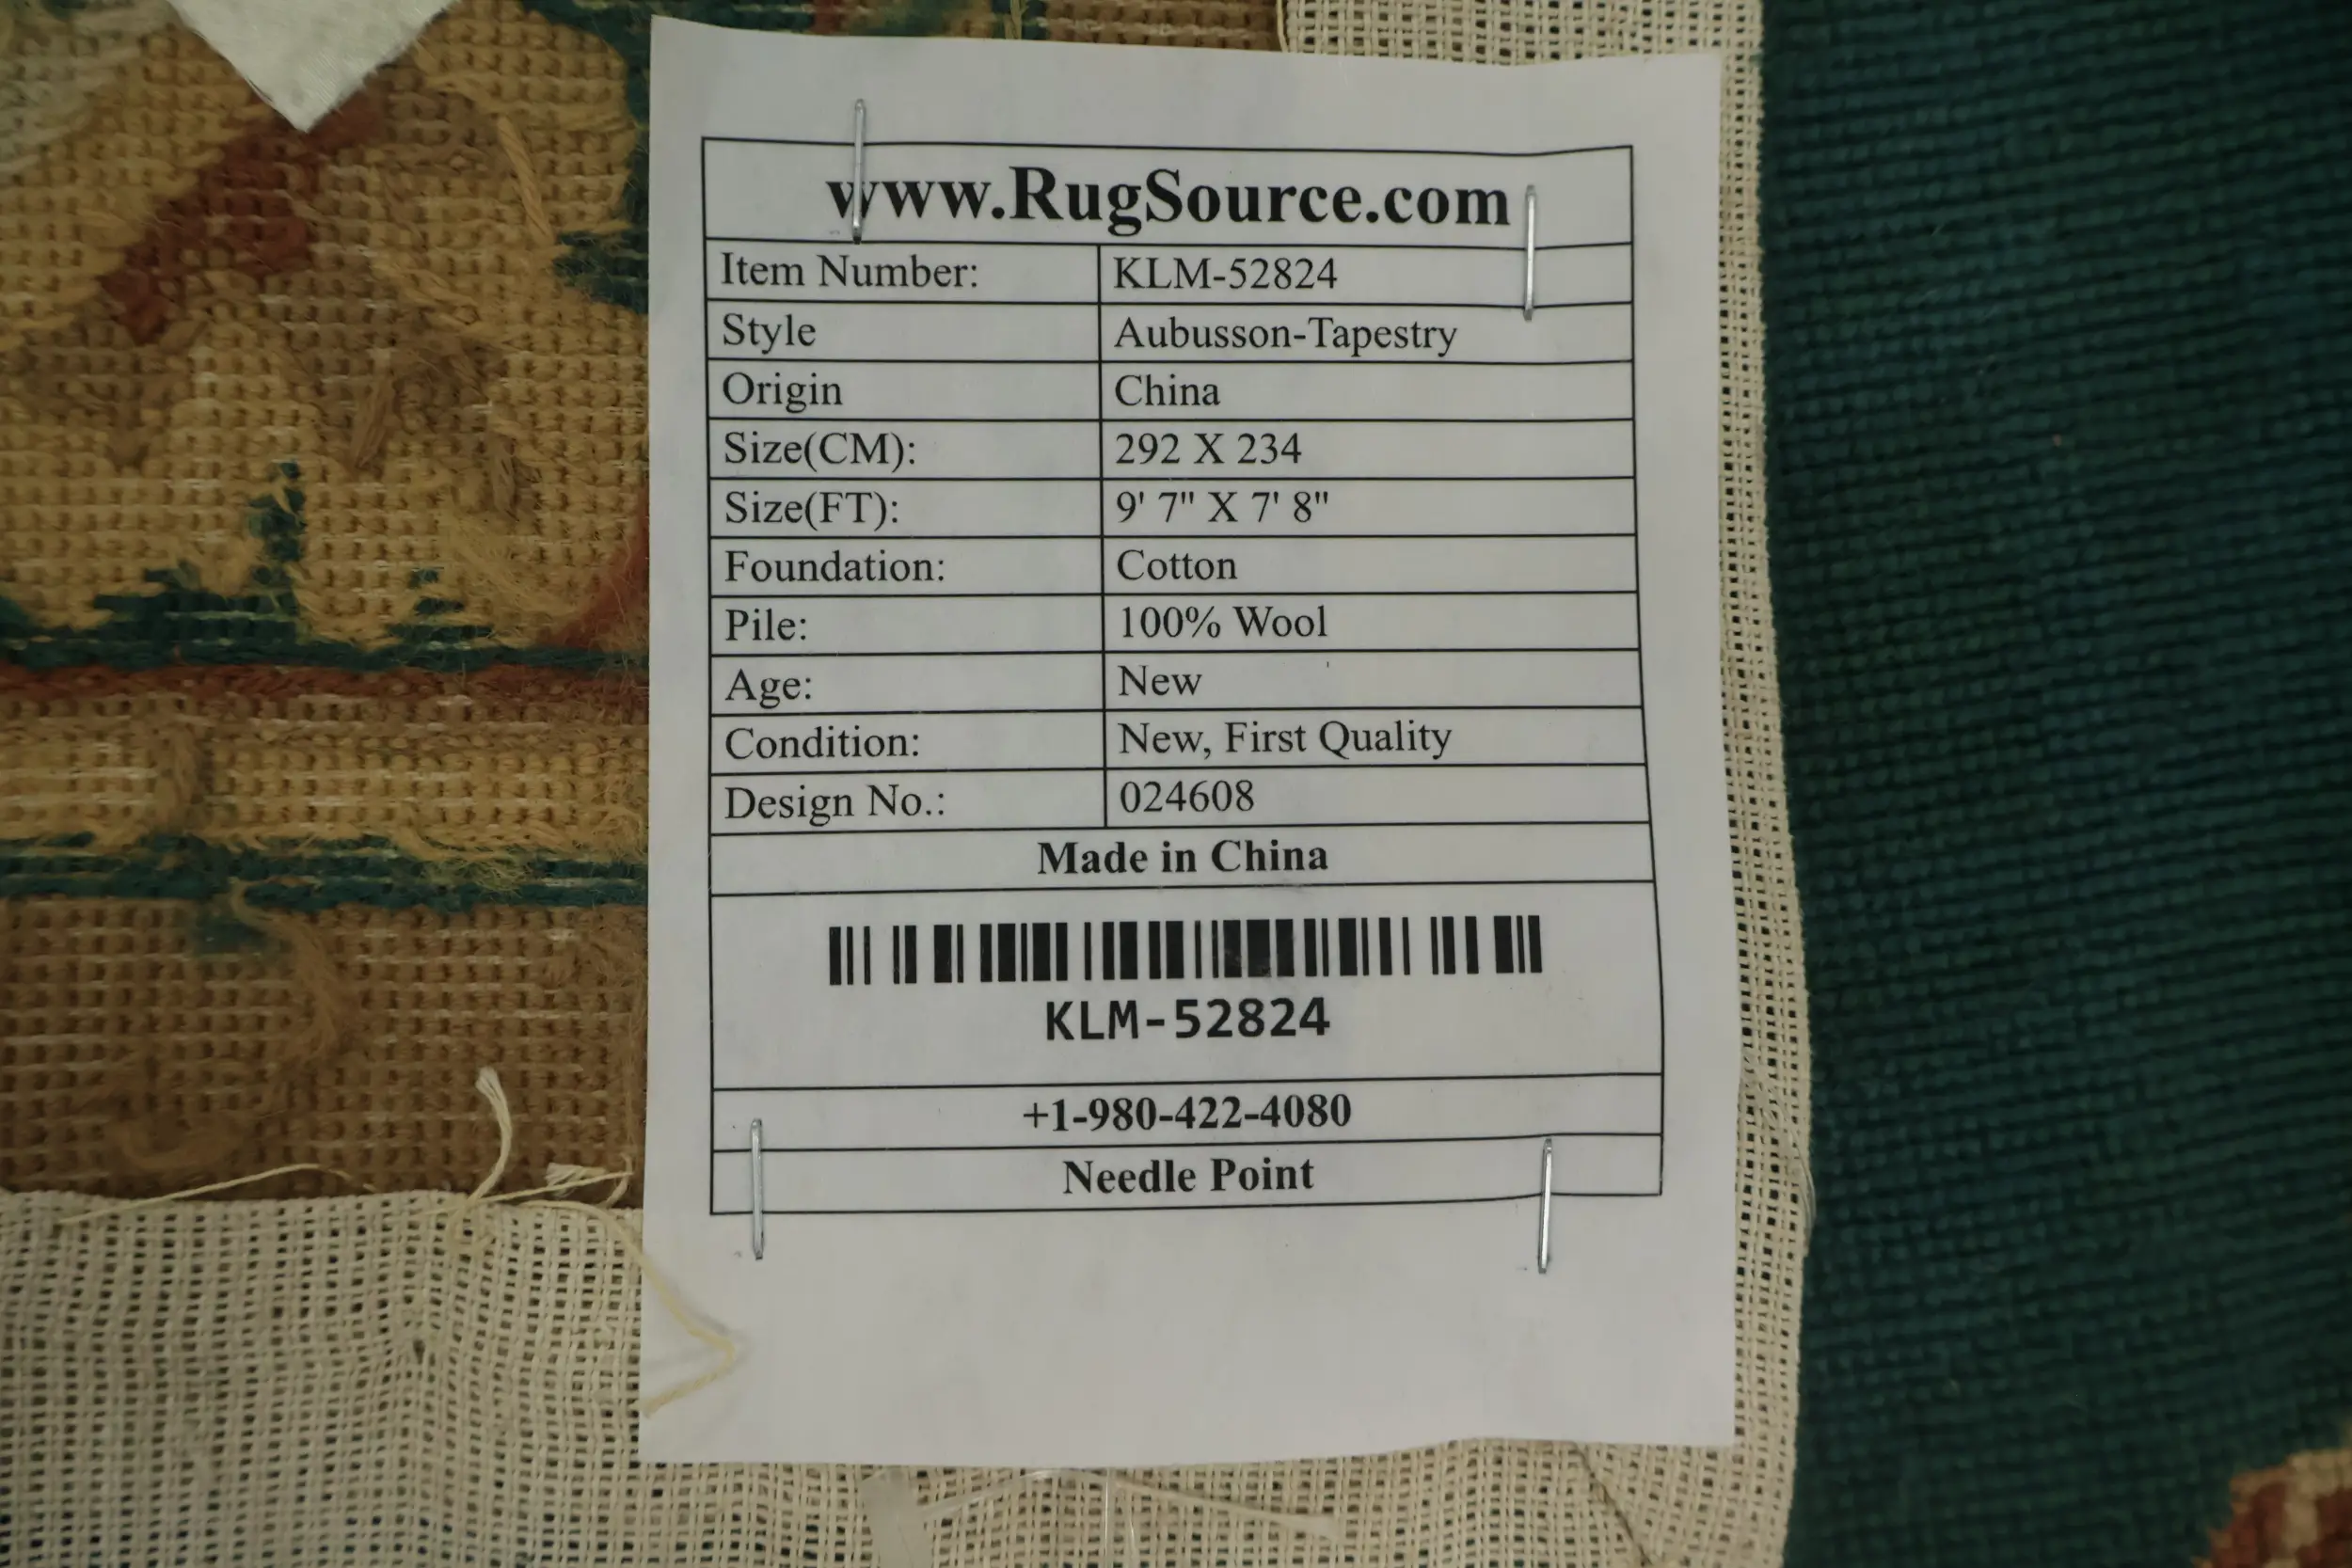 www.RugSource.com
Item Number: KLM-52824
Style Aubusson-Tapestry
Origin China
Size(CM): 292 X 234
Size(FT): 9' 7" X 7' 8"
Foundation: Cotton
Pile: 100% Wool
Age: New
Condition: New, First Quality
Design No.: 024608
Made in China
KLM-52824
+1-980-422-4080
Needle Point